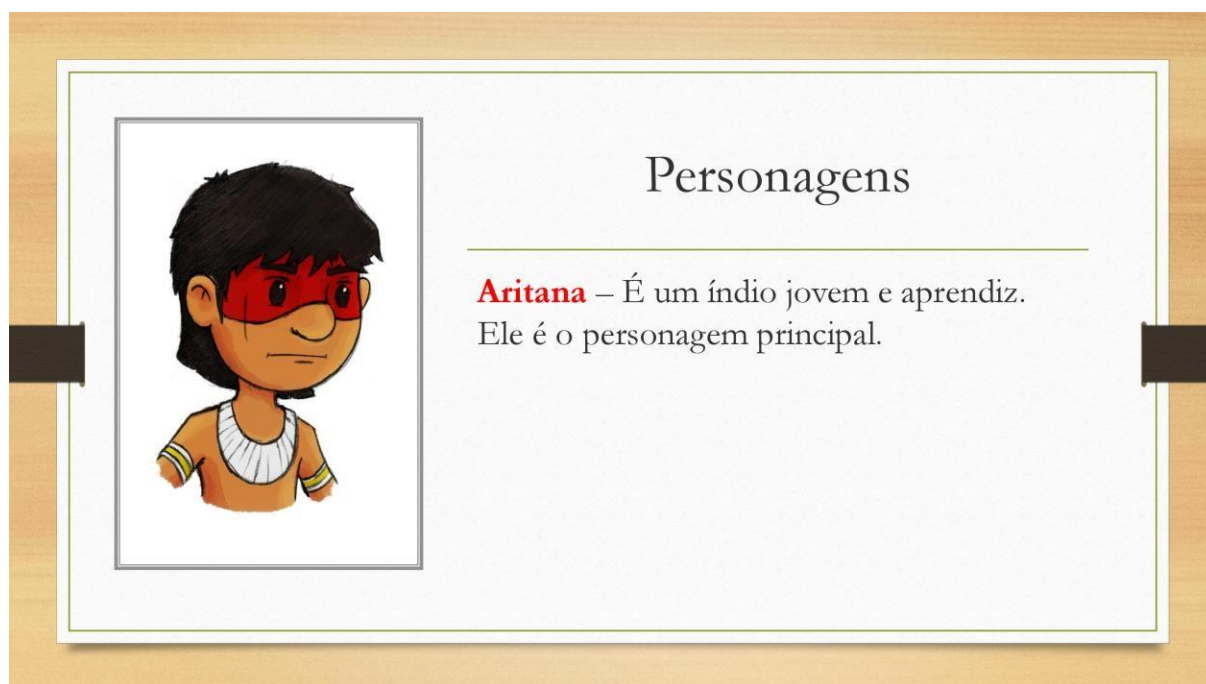 Personagens
Aritana – É um índio jovem e aprendiz.
Ele é o personagem principal.